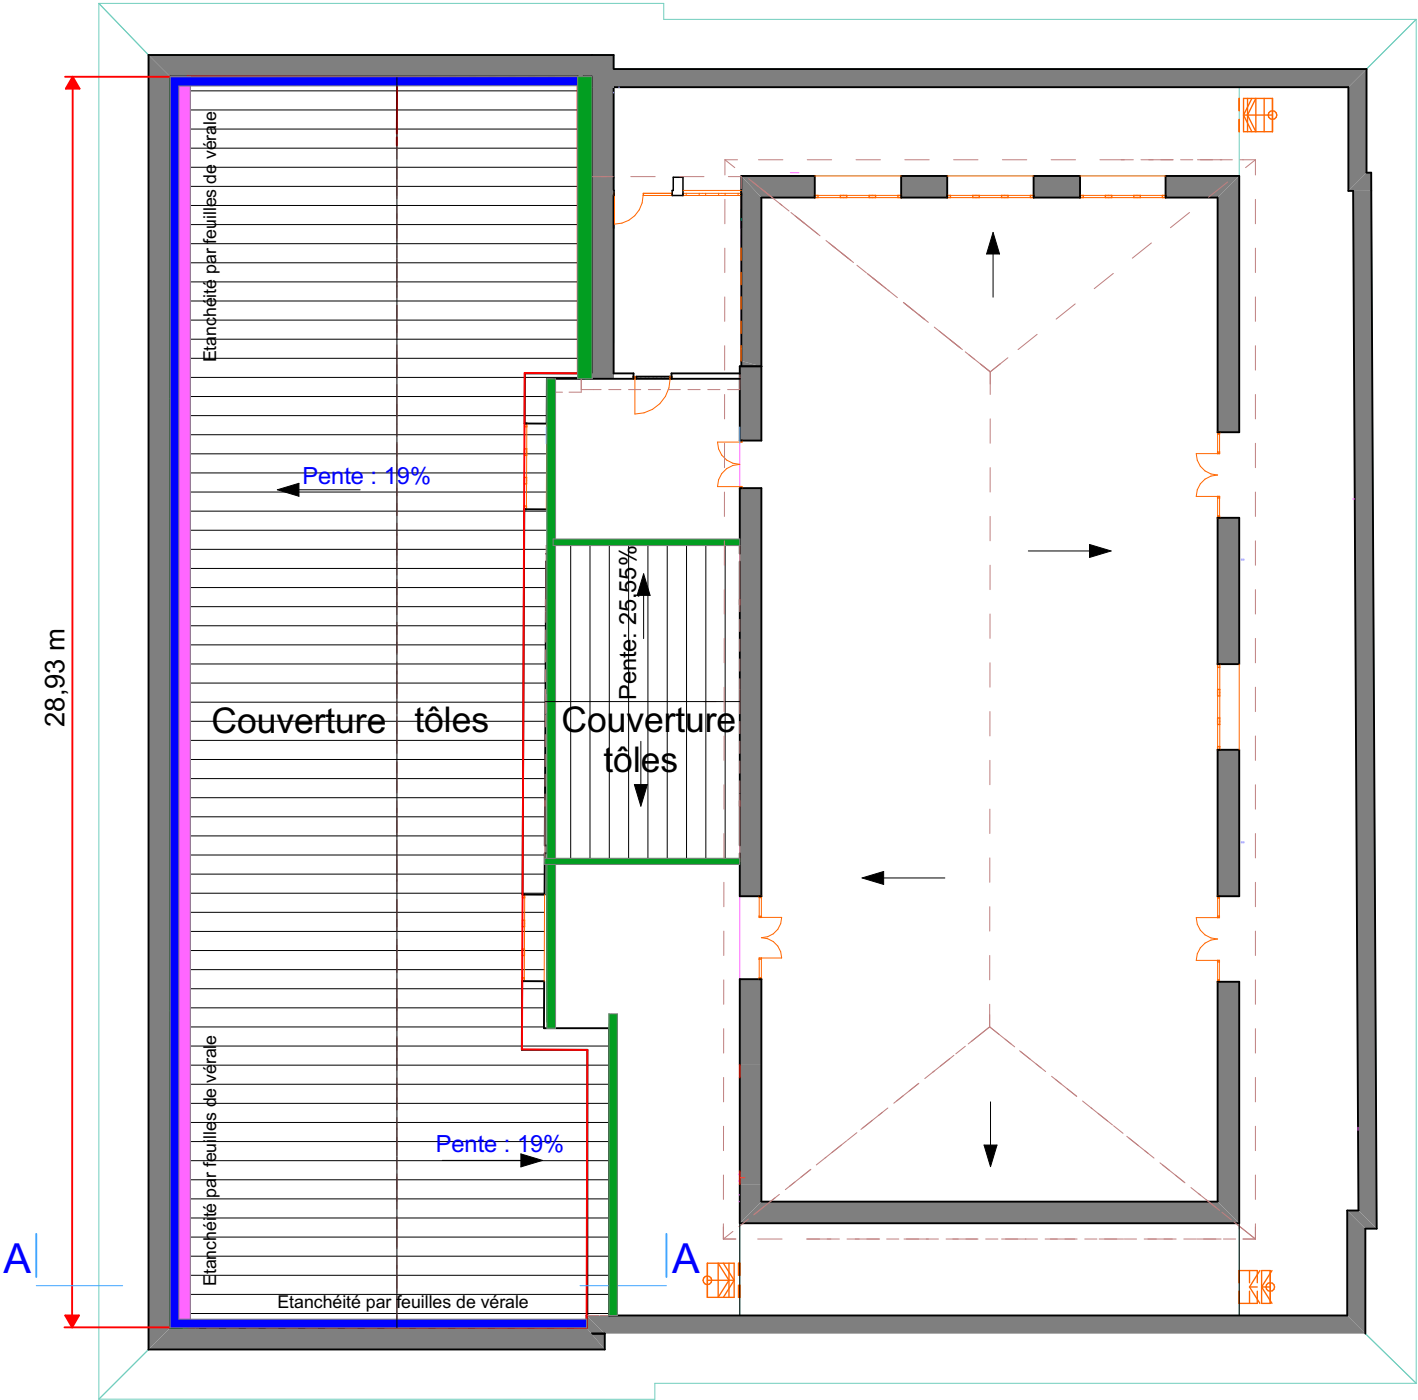 Etanchéité par feuilles de vérale
Pente : 19%
Pente: 25,55%
28,93 m
Couverture tôles
Couverture
tôles
Etanchéité par feuilles de vérale
Pente : 19%
A
A
Etanchéité par feuilles de vérale